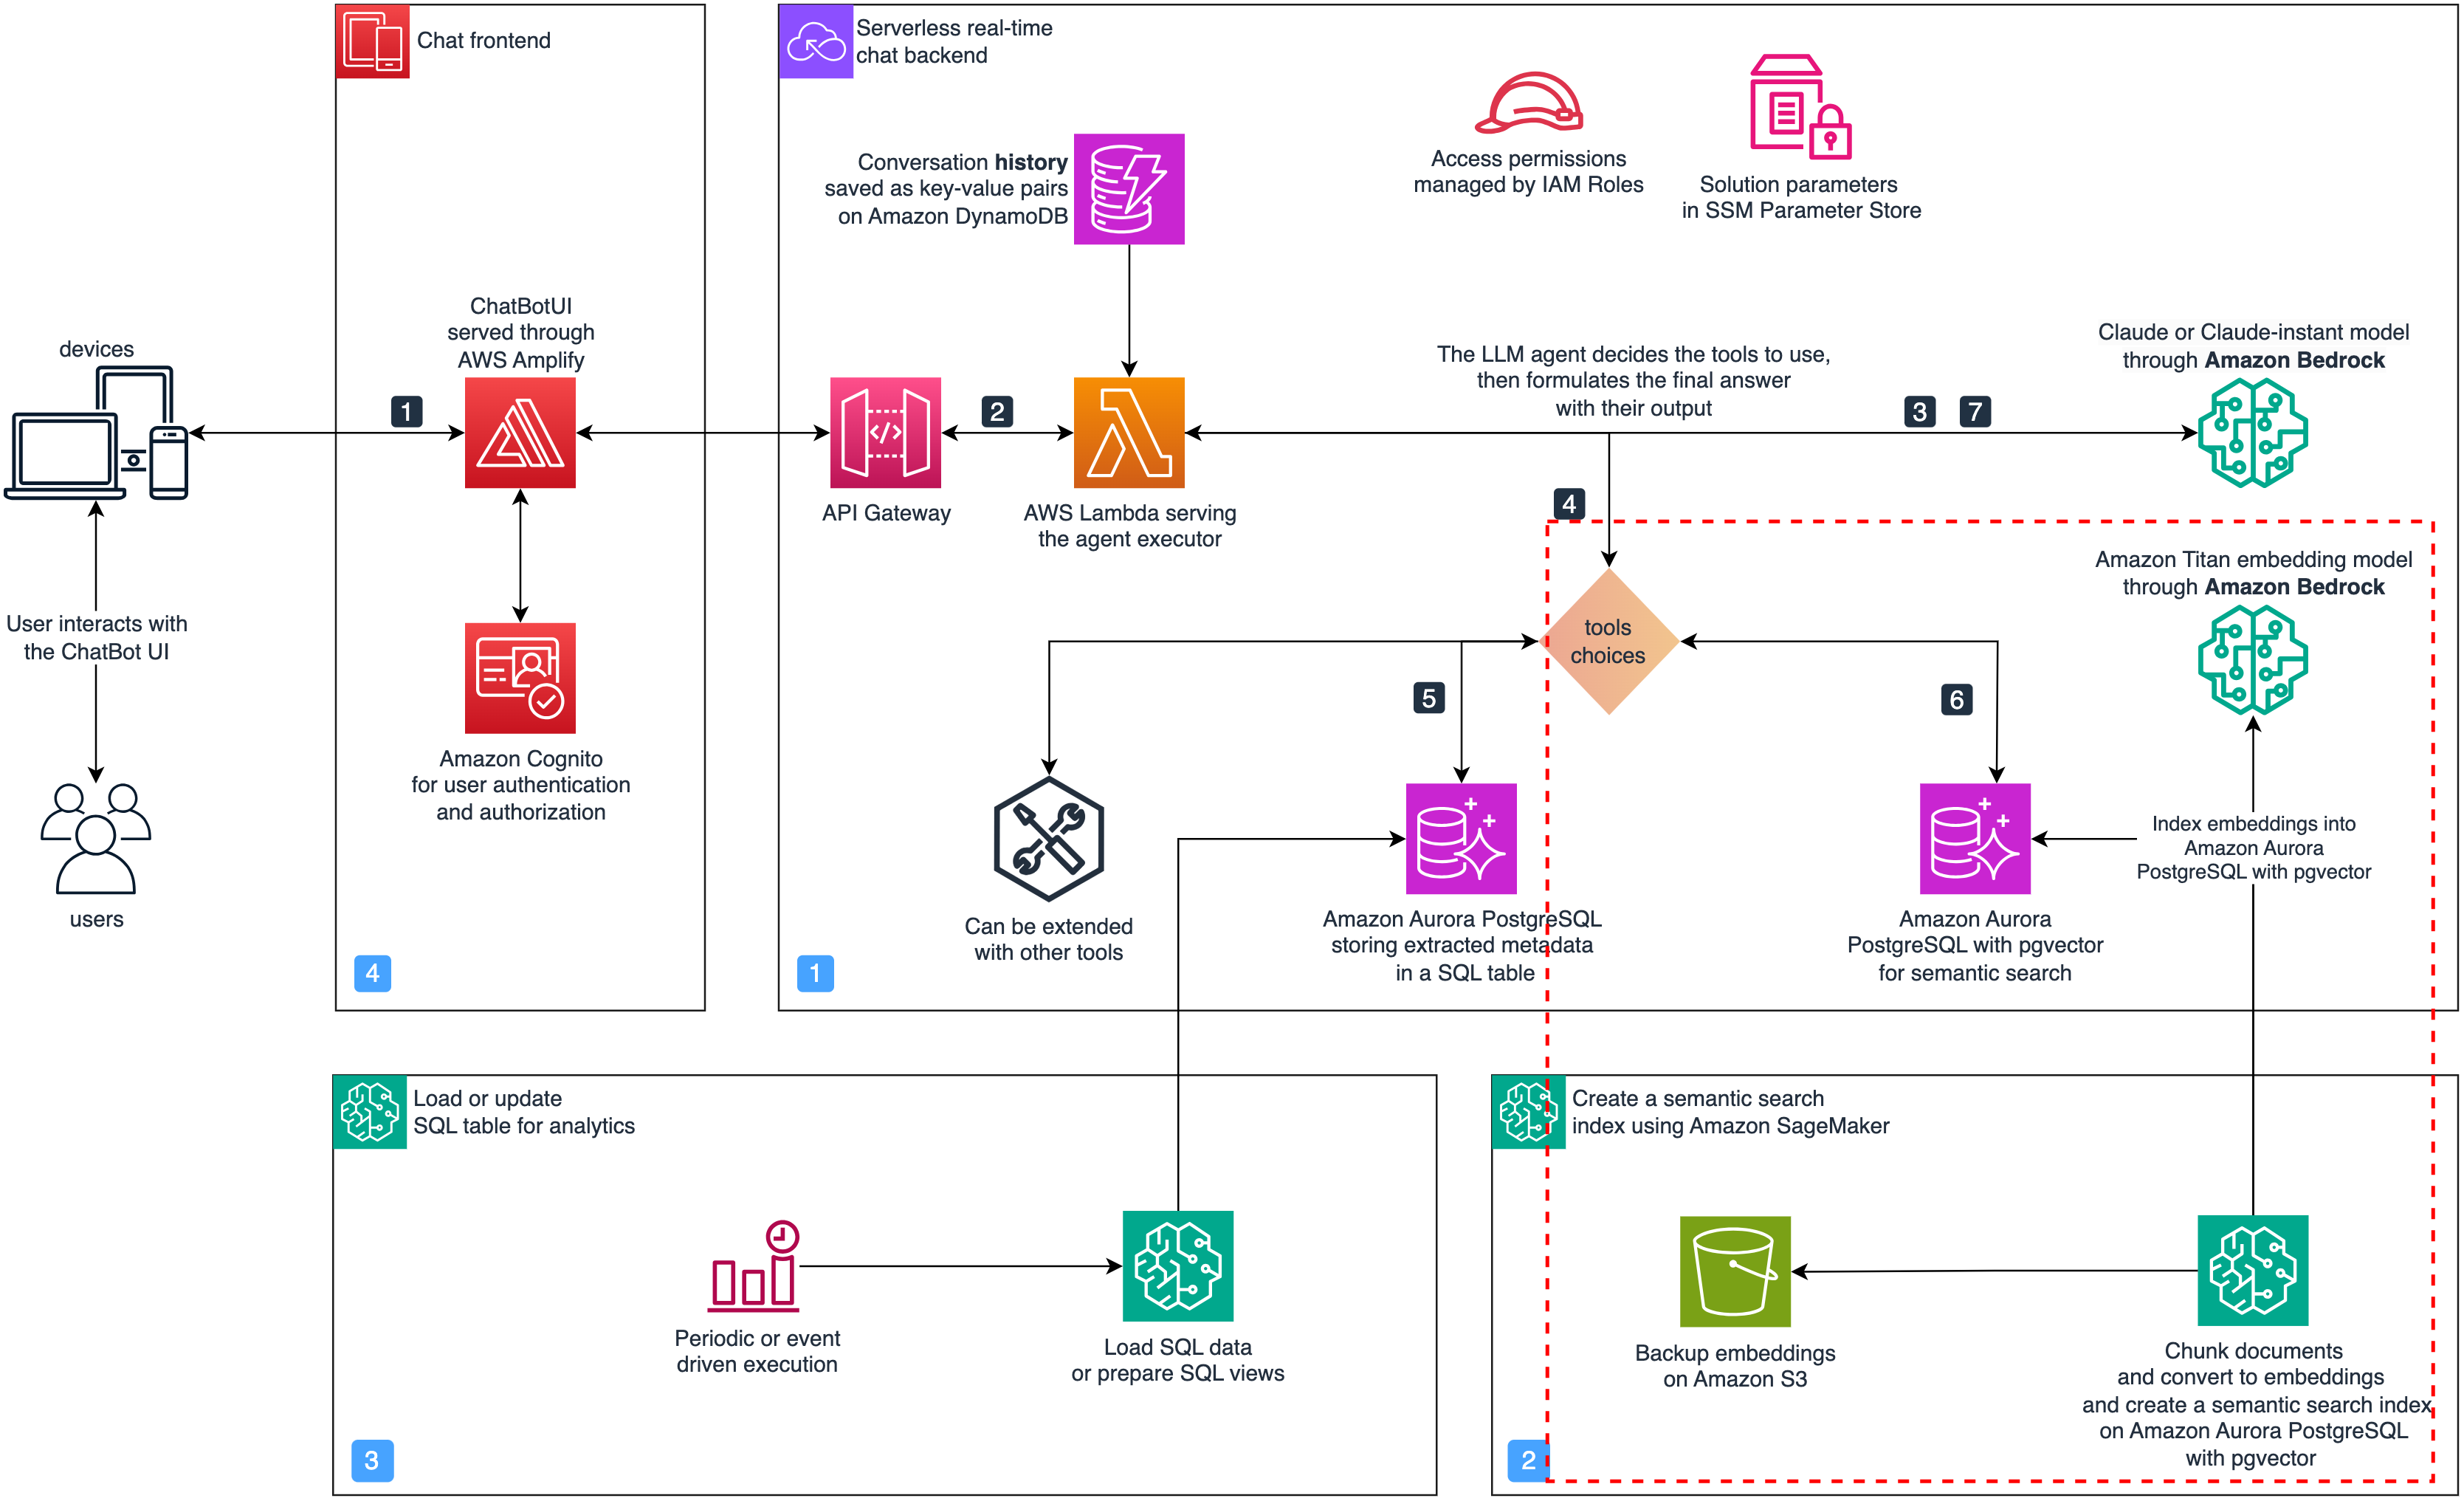 Chat frontend
Serverless real-time
chat backend
Access permissions
managed by IAM Roles
Solution parameters
in SSM Parameter Store
Conversation history
saved as key-value pairs
on Amazon DynamoDB
devices
User interacts with
the ChatBot UI
users
1
ChatBotUI
served through
AWS Amplify
Amazon Cognito
for user authentication
and authorization
4
API Gateway
2
AWS Lambda serving
the agent executor
The LLM agent decides the tools to use,
then formulates the final answer
with their output
3
7
Claude or Claude-instant model
through Amazon Bedrock
4
tools
choices
Amazon Titan embedding model
through Amazon Bedrock
5
6
Can be extended
with other tools
Amazon Aurora PostgreSQL
storing extracted metadata
in a SQL table
Amazon Aurora
PostgreSQL with pgvector
for semantic search
Index embeddings into
Amazon Aurora
PostgreSQL with pgvector
1
Load or update
SQL table for analytics
Periodic or event
driven execution
Load SQL data
or prepare SQL views
3
Create a semantic search
index using Amazon SageMaker
Backup embeddings
on Amazon S3
Chunk documents
and convert to embeddings
and create a semantic search index
on Amazon Aurora PostgreSQL
with pgvector
2